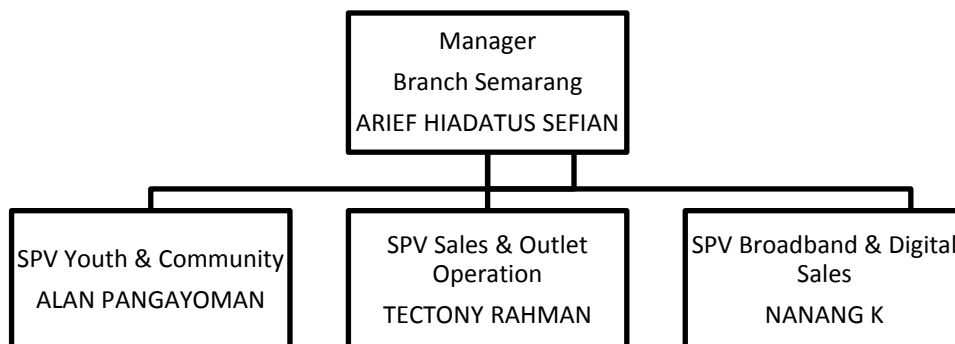 Manager
Branch Semarang
ARIEF HIADATUS SEFIAN
SPV Youth & Community
ALAN PANGAYOMAN
SPV Sales & Outlet
Operation
TECTONY RAHMAN
SPV Broadband & Digital
Sales
NANANG K